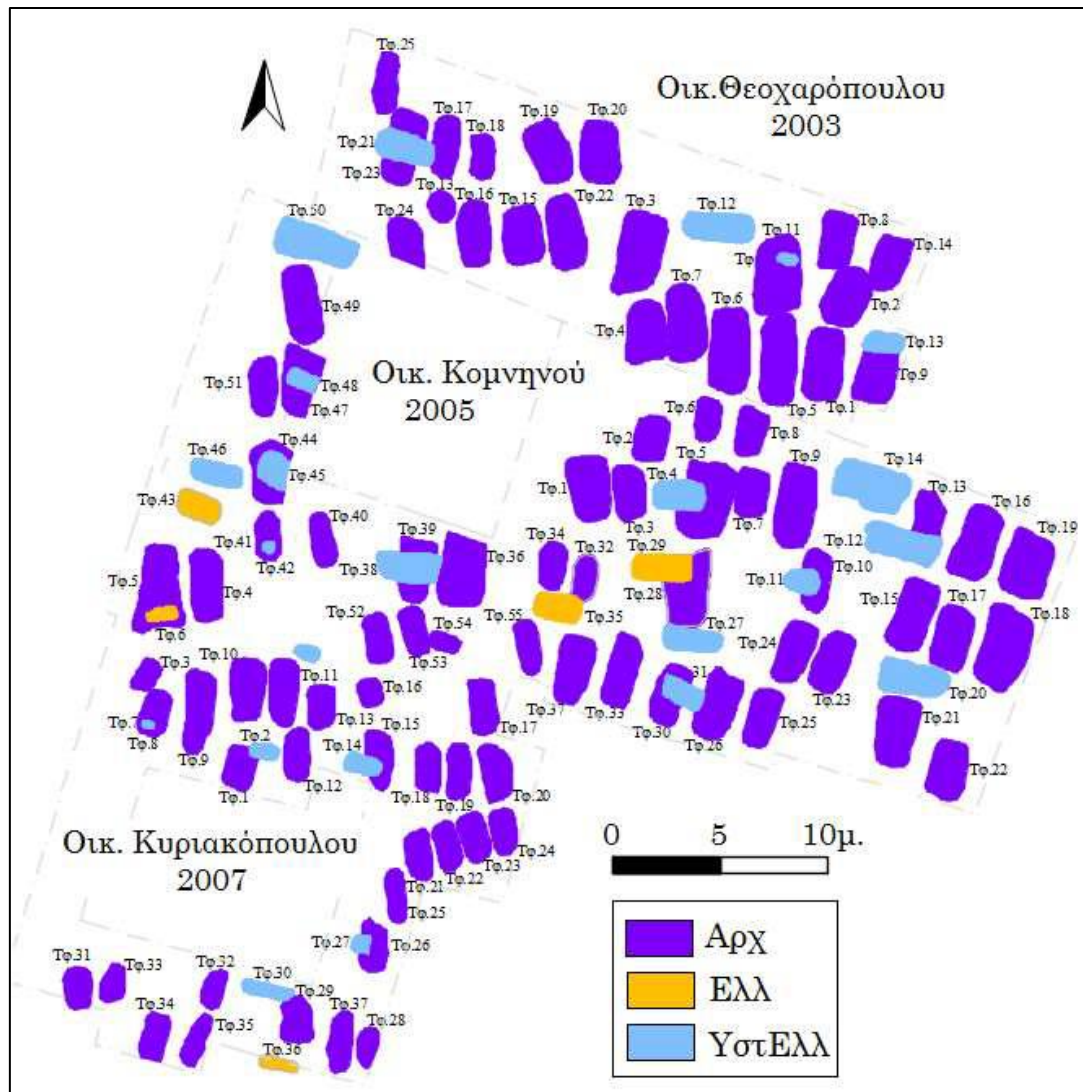 Τφ.25
Οικ.Θεοχαρόπουλου
2003
Τφ.17
Τφ.18
Τφ.19
Τφ.20
Τφ.21
Τφ.23
Τφ.13
Τφ.16
Τφ.15
Τφ.22
Τφ.3
Τφ.12
Τφ.11
Τφ.8
Τφ.14
Τφ.50
Τφ.24
Τφ
Τφ.7
Τφ.6
Τφ.2
Τφ.4
Τφ.49
Τφ.13
Τφ.9
Τφ.5
Τφ.1
Τφ.51
Τφ.48
Τφ.47
Οικ. Κομνηνού
2005
Τφ.6
Τφ.8
Τφ.2
Τφ.5
Τφ.9
Τφ.14
Τφ.44
Τφ.46
Τφ.45
Τφ.43
Τφ.1
Τφ.4
Τφ.3
Τφ.7
Τφ.13
Τφ.16
Τφ.19
Τφ.40
Τφ.41
Τφ.42
Τφ.39
Τφ.36
Τφ.38
Τφ.34
Τφ.32
Τφ.29
Τφ.12
Τφ.10
Τφ.11
Τφ.5
Τφ.4
Τφ.6
Τφ.28
Τφ.35
Τφ.55
Τφ.27
Τφ.15
Τφ.17
Τφ.18
Τφ.24
Τφ.52
Τφ.54
Τφ.53
Τφ.3
Τφ.10
Τφ.11
Τφ.16
Τφ.13
Τφ.15
Τφ.17
Τφ.37
Τφ.33
31
Τφ.30
Τφ.26
Τφ.25
Τφ.23
Τφ.20
Τφ.21
Τφ.22
Τφ.7
Τφ.8
Τφ.9
Τφ.2
Τφ.1
Τφ.12
Τφ.14
Τφ.18
Τφ.19
Τφ.20
Οικ. Κυριακόπουλου
2007
Τφ.24
Τφ.23
Τφ.22
Τφ.21
Τφ.25
Τφ.27
Τφ.26
Τφ.31
Τφ.33
Τφ.32
Τφ.30
Τφ.29
Τφ.37
Τφ.28
Τφ.34
Τφ.35
Τφ.36
0 5 10μ.
Αρχ
Ελλ
ΥστΕλλ